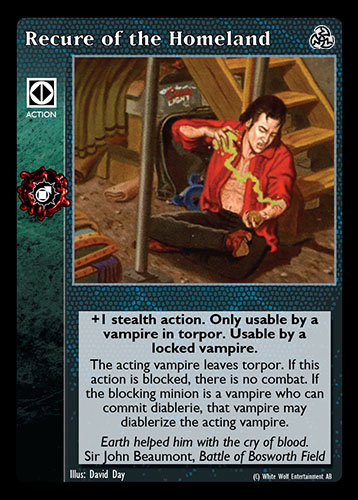 Recure of the Homeland
ACTION
+1 stealth action. Only usable by a
vampire in torpor. Usable by a
locked vampire.
The acting vampire leaves torpor. If this
action is blocked, there is no combat. If
the blocking minion is a vampire who can
commit diablerie, that vampire may
diablerize the acting vampire.
Earth helped him with the cry of blood.
Sir John Beaumont, Battle of Bosworth Field
Illus: David Day
(C) White Wolf Entertainment AB